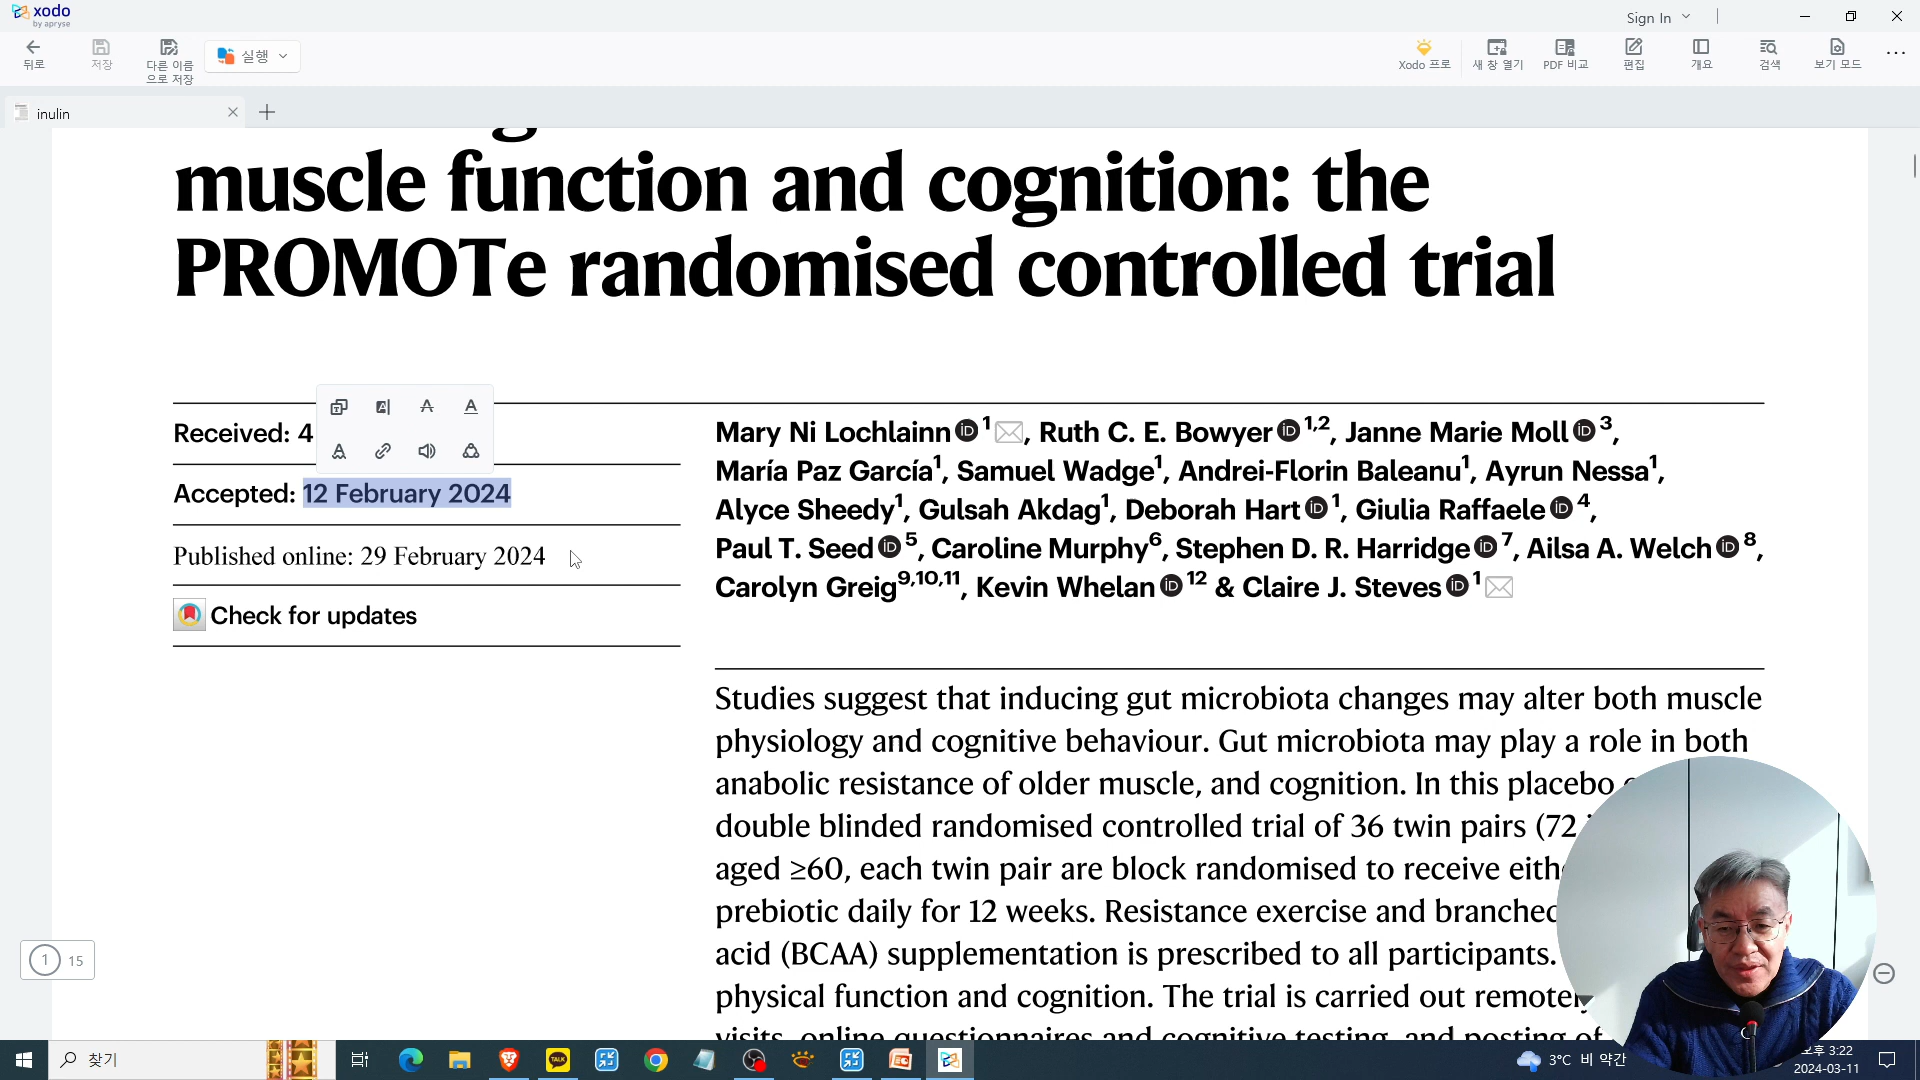 xodo
by apryse
Sign In
뒤로
저장
다른 이름
으로 저장
실행
Xodo 프로
새 창 열기
PDF 비교
편집
개요
검색
보기 모드
inulin
muscle function and cognition: the
PROMOTe randomised controlled trial
Received: 4
Accepted: 12 February 2024
Published online: 29 February 2024
Check for updates
Mary Ni Lochlainn 1, Ruth C. E. Bowyer 1,2, Janne Marie Moll 3,
María Paz García1, Samuel Wadge1, Andrei-Florin Baleanu1, Ayrun Nessa1,
Alyce Sheedy1, Gulsah Akdag1, Deborah Hart 1, Giulia Raffaele 4,
Paul T. Seed 5, Caroline Murphy6, Stephen D. R. Harridge 7, Ailsa A. Welch 8,
Carolyn Greig9,10,11, Kevin Whelan 12 & Claire J. Steves 1
Studies suggest that inducing gut microbiota changes may alter both muscle
physiology and cognitive behaviour. Gut microbiota may play a role in both
anabolic resistance of older muscle, and cognition. In this placebo
double blinded randomised controlled trial of 36 twin pairs (72
aged ≥60, each twin pair are block randomised to receive eith
prebiotic daily for 12 weeks. Resistance exercise and branched
acid (BCAA) supplementation is prescribed to all participants.
physical function and cognition. The trial is carried out remotel
visits, online questionnaires and cognitive testing, and posting of
1 15
찾기
TALK
3°C 비 약간
오후 3:22
2024-03-11